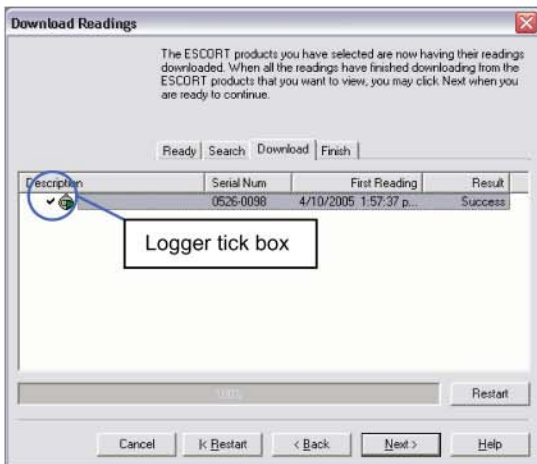 Download Readings
The ESCORT products you have selected are now having their readings
downloaded. When all the readings have finished downloading from the
ESCORT products that you want to view, you may click Next when you
are ready to continue.
Ready Search Download Finish
Description Serial Num First Reading Result
0526-0098 4/10/2005 1:57:37 p... Success
Logger tick box
100%
Restart
Cancel |< Restart < Back Next > Help